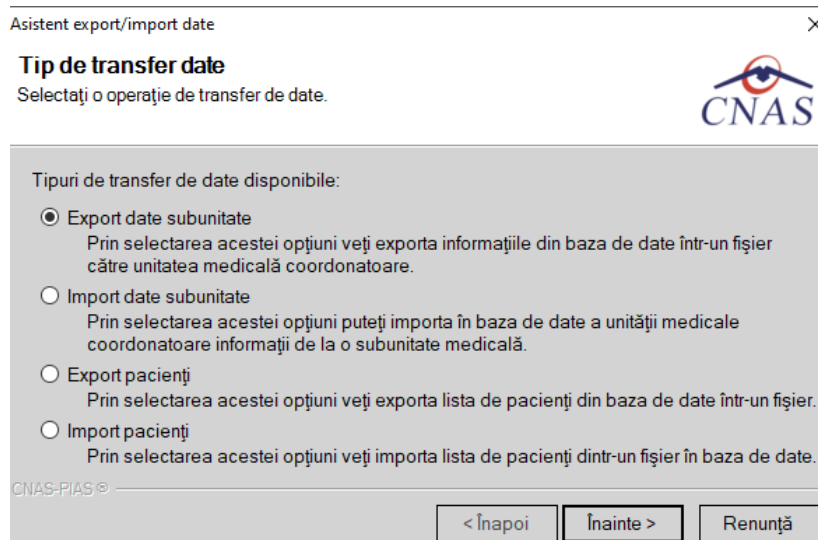 Asistent export/import date
Tip de transfer date
Selectaţi o operaţie de transfer de date.
CNAS
Tipuri de transfer de date disponibile:
Export date subunitate
Prin selectarea acestei opţiuni veţi exporta informaţiile din baza de date într-un fişier
către unitatea medicală coordonatoare.
Import date subunitate
Prin selectarea acestei opţiuni puteţi importa în baza de date a unităţii medicale
coordonatoare informaţii de la o subunitate medicală.
Export pacienţi
Prin selectarea acestei opţiuni veţi exporta lista de pacienţi din baza de date într-un fişier.
Import pacienţi
Prin selectarea acestei opţiuni veţi importa lista de pacienţi dintr-un fişier în baza de date.
CNAS-PIAS ®
< Înapoi Înainte > Renunţă